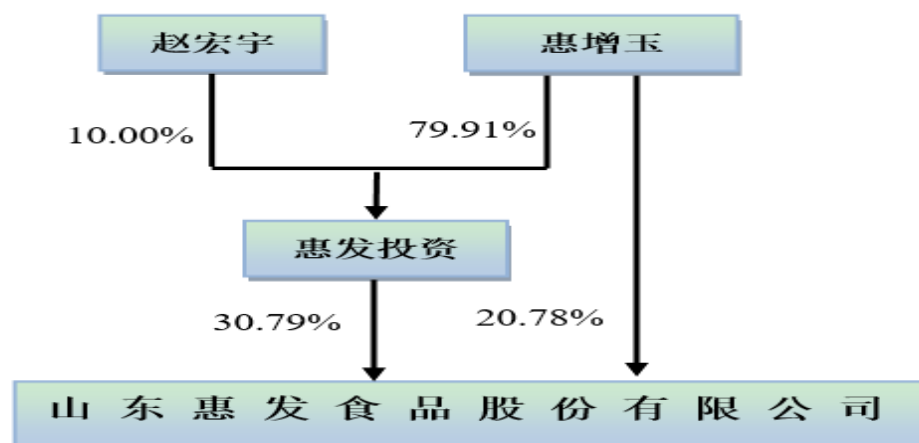 赵宏宇
惠增玉
10.00%
79.91%
惠发投资
30.79%
20.78%
山东惠发食品股份有限公司